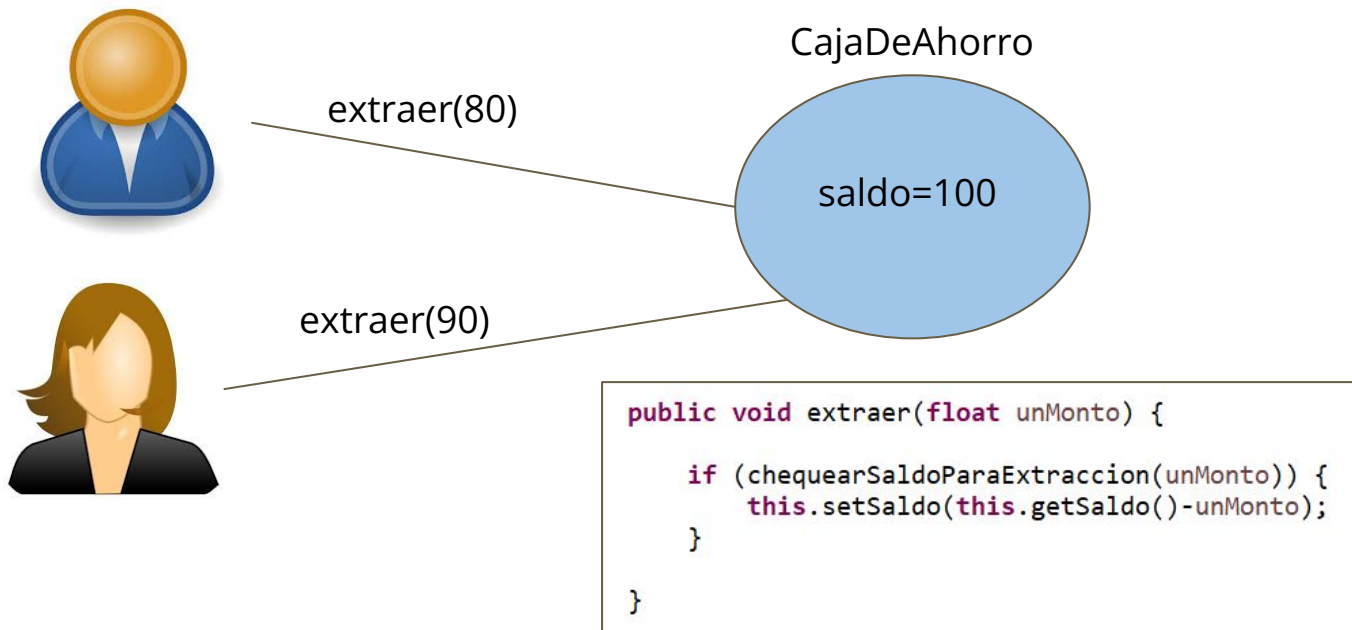 CajaDeAhorro
extraer(80)
saldo=100
extraer(90)
public void extraer(float unMonto) {
if (chequearSaldoParaExtraccion(unMonto)) {
this.setSaldo(this.getSaldo()-unMonto);
}
}